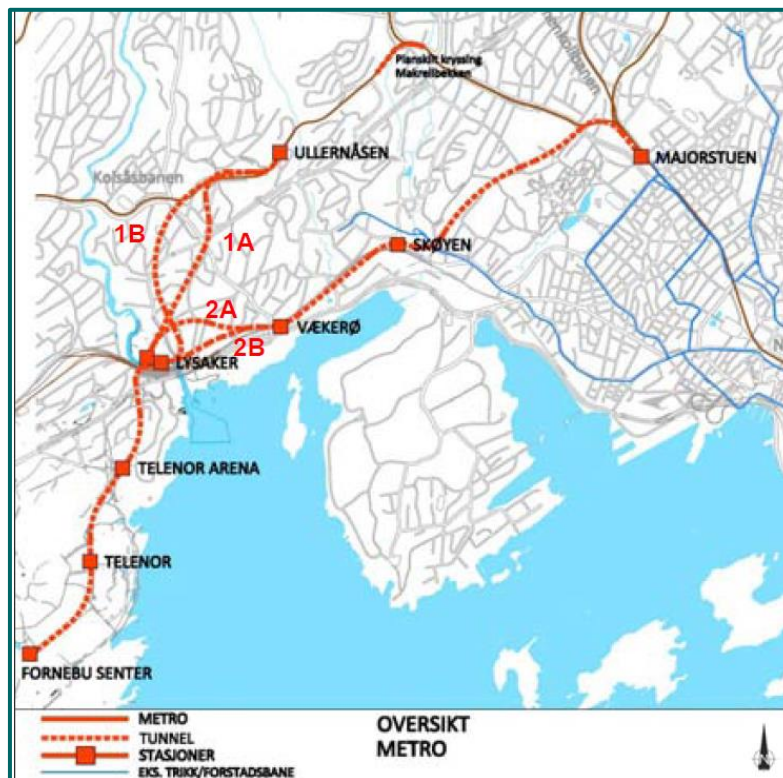 Planskilt kryssing
Makrellbekken
ULLERNÅSEN
MAJORSTUEN
Kolsåsbanen
1B
1A
SKØYEN
2A
VÆKERØ
2B
LYSAKER
TELENOR ARENA
TELENOR
FORNEBU SENTER
METRO
TUNNEL
STASJONER
EKS. TRIKK/FORSTADSBANE
OVERSIKT
METRO
N